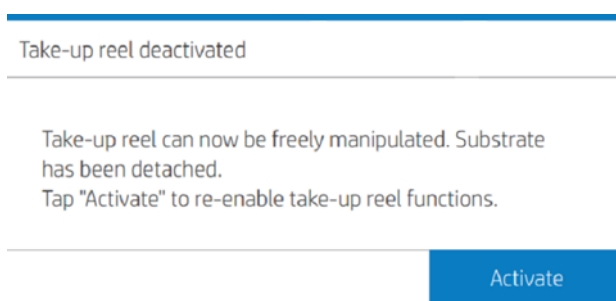 Take-up reel deactivated
Take-up reel can now be freely manipulated. Substrate
has been detached.
Tap "Activate" to re-enable take-up reel functions.
Activate